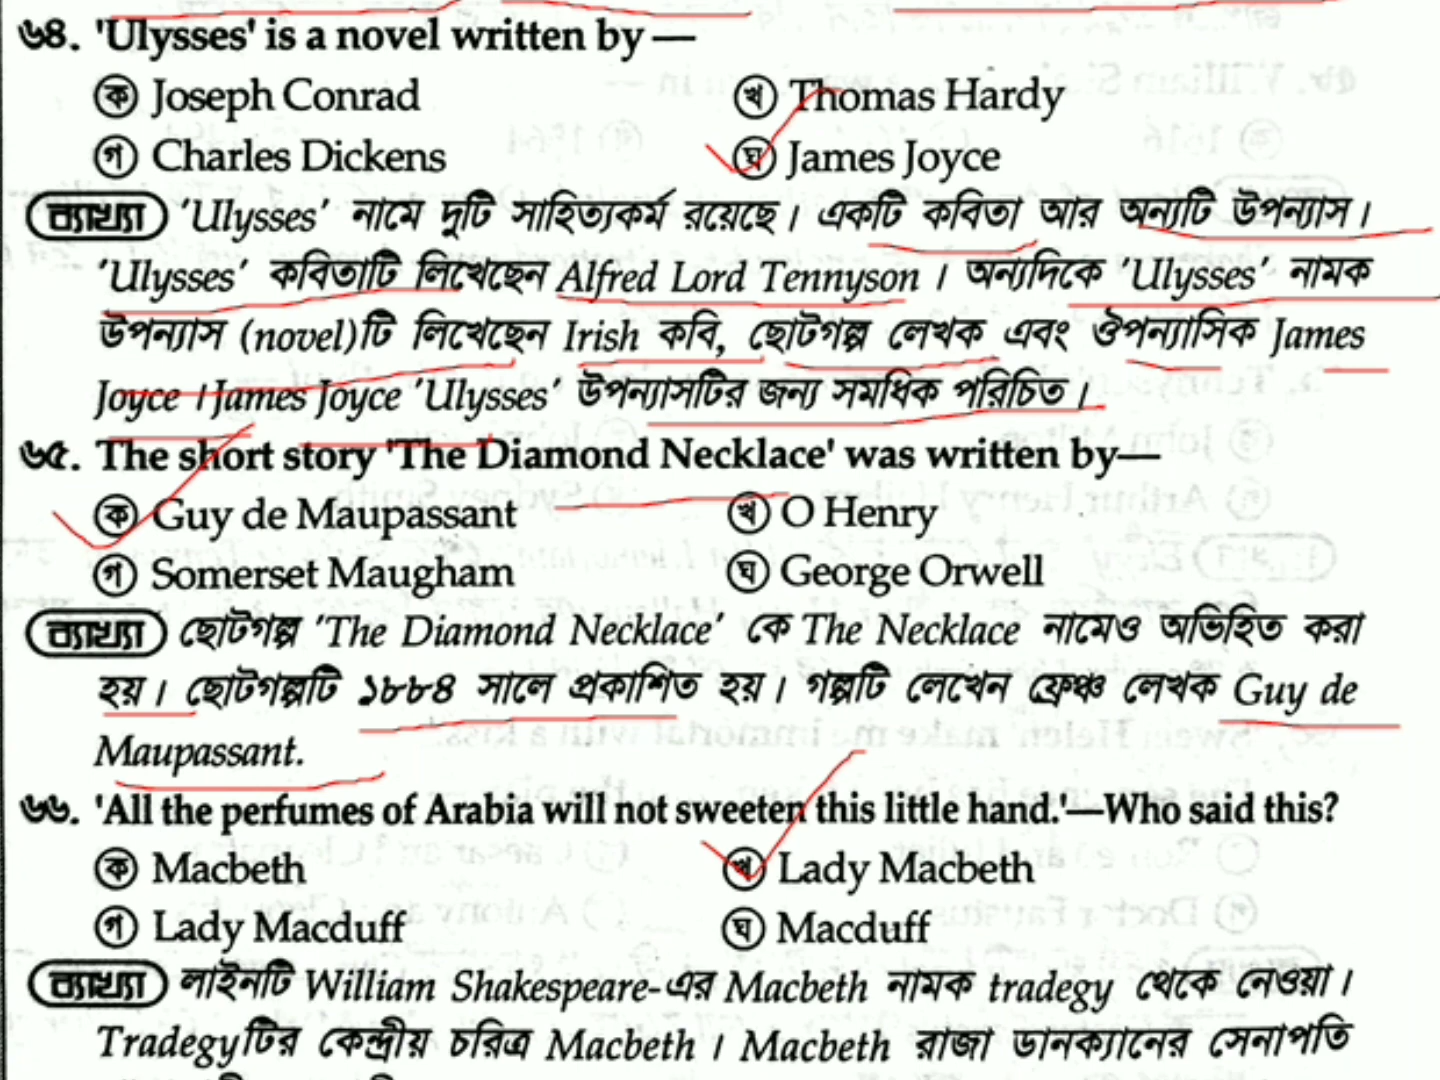 ৬৪. 'Ulysses' is a novel written by —
ক Joseph Conrad খ Thomas Hardy
গ Charles Dickens ঘ James Joyce
ব্যাখ্যা 'Ulysses' নামে দুটি সাহিত্যকর্ম রয়েছে। একটি কবিতা আর অন্যটি উপন্যাস।
'Ulysses' কবিতাটি লিখেছেন Alfred Lord Tennyson । অন্যদিকে 'Ulysses' নামক
উপন্যাস (novel)টি লিখেছেন Irish কবি, ছোটগল্প লেখক এবং ঔপন্যাসিক James
Joyce । James Joyce 'Ulysses' উপন্যাসটির জন্য সমধিক পরিচিত।
৬৫. The short story 'The Diamond Necklace' was written by—
ক Guy de Maupassant খ O Henry
গ Somerset Maugham ঘ George Orwell
ব্যাখ্যা ছোটগল্প 'The Diamond Necklace' কে The Necklace নামেও অভিহিত করা
হয়। ছোটগল্পটি ১৮৮৪ সালে প্রকাশিত হয়। গল্পটি লেখেন ফ্রেঞ্চ লেখক Guy de
Maupassant.
৬৬. 'All the perfumes of Arabia will not sweeten this little hand.'—Who said this?
ক Macbeth খ Lady Macbeth
গ Lady Macduff ঘ Macduff
ব্যাখ্যা লাইনটি William Shakespeare-এর Macbeth নামক tradegy থেকে নেওয়া।
Tradegyটির কেন্দ্রীয় চরিত্র Macbeth । Macbeth রাজা ডানক্যানের সেনাপতি